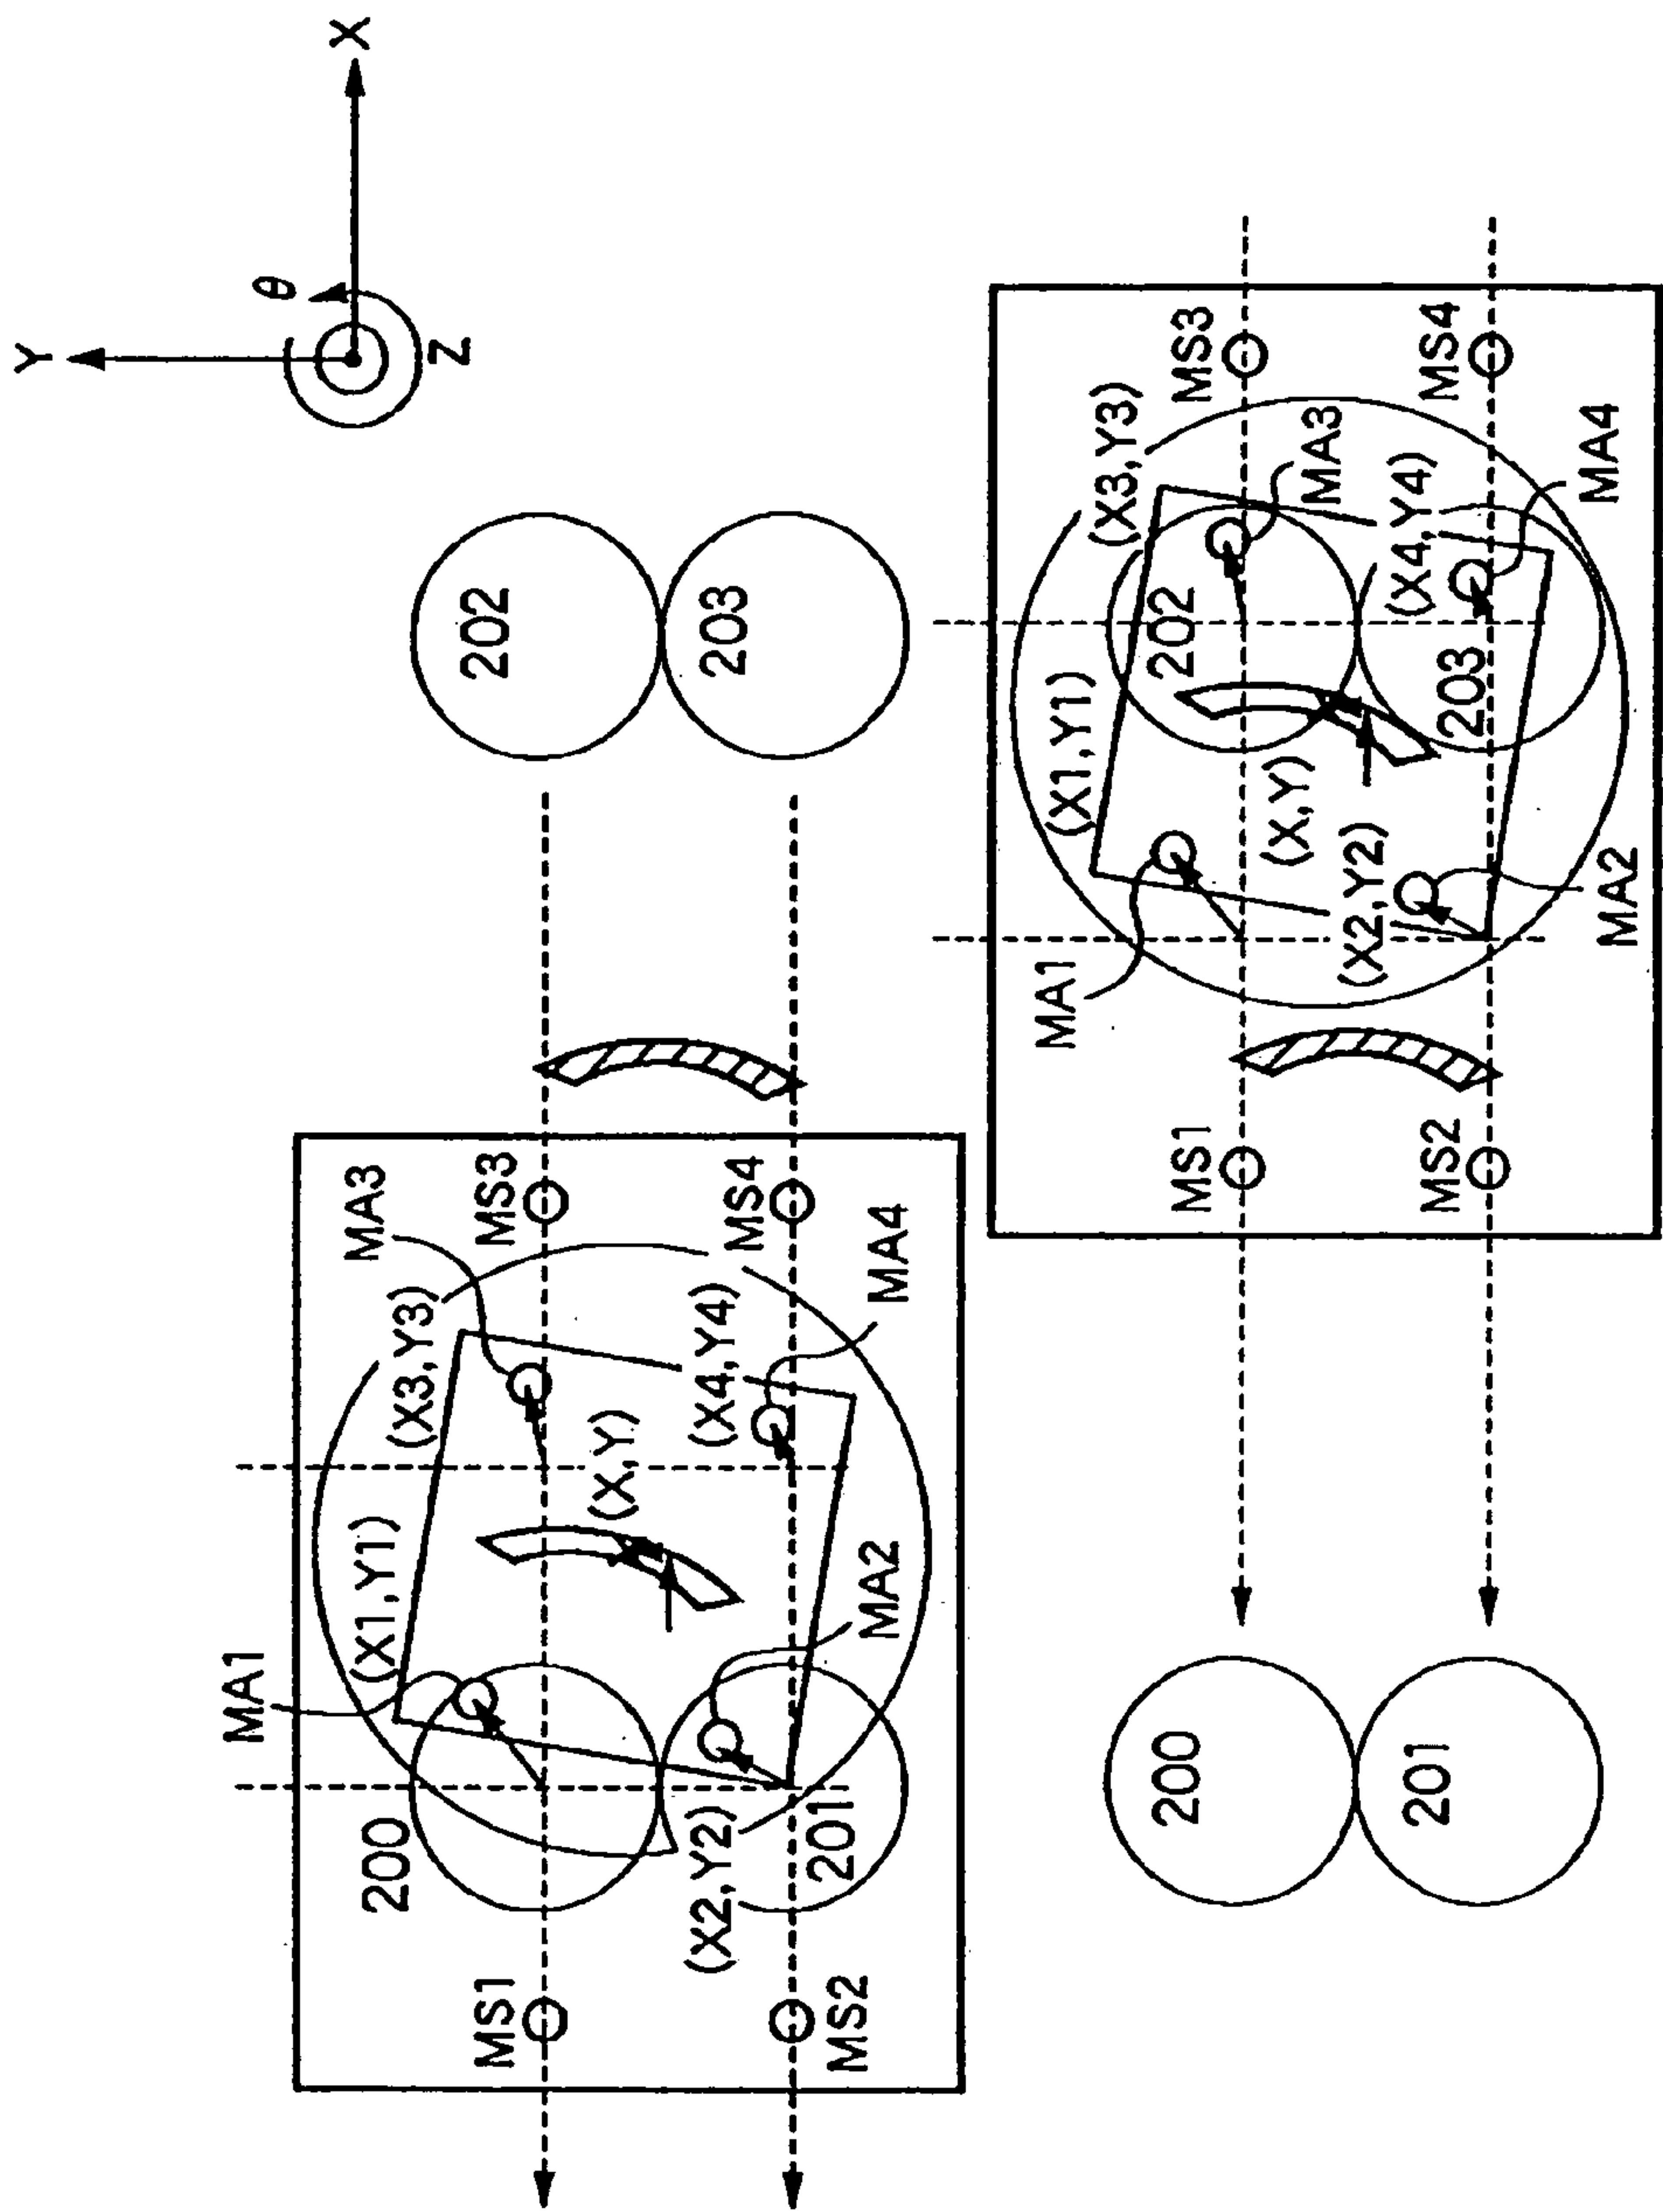 Y
X
θ
Z
202
203
MS3
MS4
(X3,Y3)
MA3
(X4,Y4)
MA4
202
203
(X1,Y1)
(X,Y)
(X2,Y2)
MA1
MA2
MS1
MS2
MA3
MS3
MS4
MA4
(X3,Y3)
(X4,Y4)
(X,Y)
(X1,Y1)
MA1
MA2
200
(X2,Y2)
201
MS1
MS2
200
201